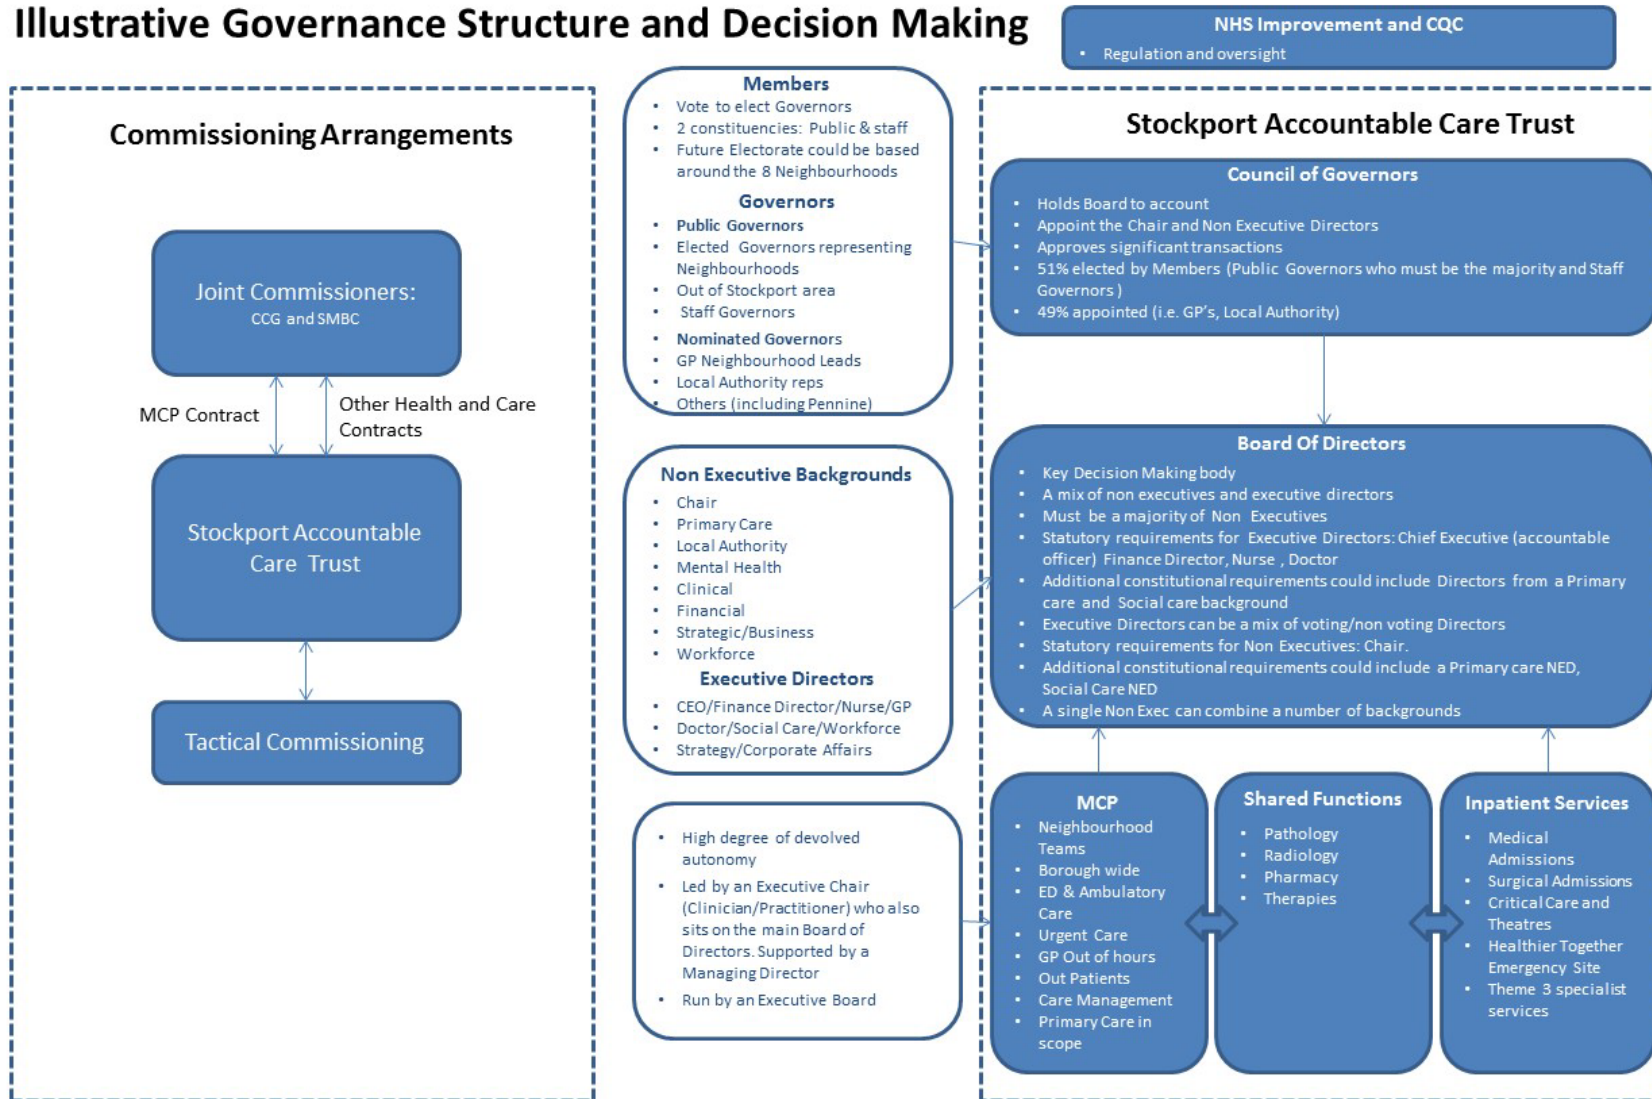 Illustrative Governance Structure and Decision Making
NHS Improvement and CQC
• Regulation and oversight
Commissioning Arrangements
Joint Commissioners:
CCG and SMBC
MCP Contract
Other Health and Care
Contracts
Stockport Accountable
Care Trust
Tactical Commissioning
Members
• Vote to elect Governors
• 2 constituencies: Public & staff
• Future Electorate could be based
around the 8 Neighbourhoods
Governors
• Public Governors
• Elected Governors representing
Neighbourhoods
• Out of Stockport area
• Staff Governors
• Nominated Governors
• GP Neighbourhood Leads
• Local Authority reps
• Others (including Pennine)
Non Executive Backgrounds
• Chair
• Primary Care
• Local Authority
• Mental Health
• Clinical
• Financial
• Strategic/Business
• Workforce
Executive Directors
• CEO/Finance Director/Nurse/GP
• Doctor/Social Care/Workforce
• Strategy/Corporate Affairs
• High degree of devolved
autonomy
• Led by an Executive Chair
(Clinician/Practitioner) who also
sits on the main Board of
Directors. Supported by a
Managing Director
• Run by an Executive Board
Stockport Accountable Care Trust
Council of Governors
• Holds Board to account
• Appoint the Chair and Non Executive Directors
• Approves significant transactions
• 51% elected by Members (Public Governors who must be the majority and Staff
Governors )
• 49% appointed (i.e. GP's, Local Authority)
Board Of Directors
• Key Decision Making body
• A mix of non executives and executive directors
• Must be a majority of Non Executives
• Statutory requirements for Executive Directors: Chief Executive (accountable
officer) Finance Director, Nurse , Doctor
• Additional constitutional requirements could include Directors from a Primary
care and Social care background
• Executive Directors can be a mix of voting/non voting Directors
• Statutory requirements for Non Executives: Chair.
• Additional constitutional requirements could include a Primary care NED,
Social Care NED
• A single Non Exec can combine a number of backgrounds
MCP
• Neighbourhood
Teams
• Borough wide
• ED & Ambulatory
Care
• Urgent Care
• GP Out of hours
• Out Patients
• Care Management
• Primary Care in
scope
Shared Functions
• Pathology
• Radiology
• Pharmacy
• Therapies
Inpatient Services
• Medical
Admissions
• Surgical Admissions
• Critical Care and
Theatres
• Healthier Together
Emergency Site
• Theme 3 specialist
services